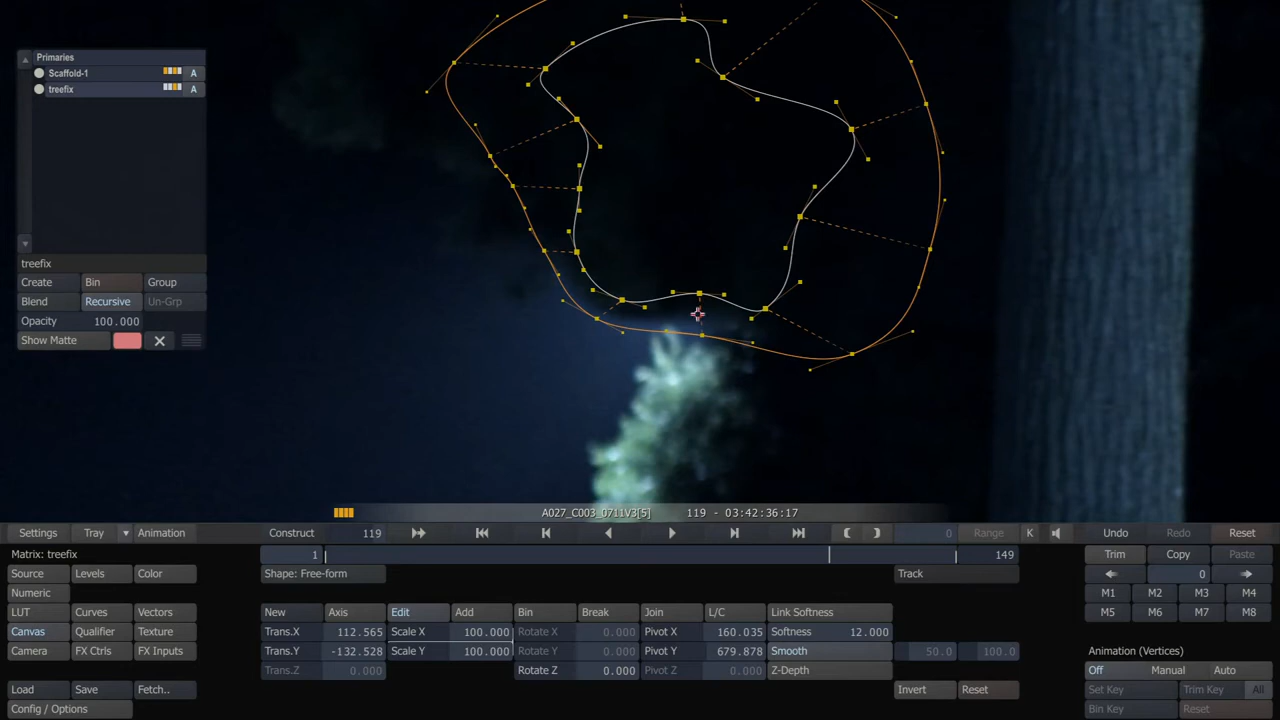 Primaries
Scaffold-1 A
treefix A
treefix
Create Bin Group
Blend Recursive Un-Grp
Opacity 100.000
Show Matte
A027_C003_0711V3[5] 119 - 03:42:36:17
Settings Tray Animation Construct 119 0 Range K Undo Redo Reset
Matrix: treefix 1 149 Trim Copy Paste
Source Levels Color Shape: Free-form Track 0
Numeric M1 M2 M3 M4
LUT Curves Vectors New Axis Edit Add Bin Break Join L/C Link Softness M5 M6 M7 M8
Canvas Qualifier Texture Trans.X 112.565 Scale X 100.000 Rotate X 0.000 Pivot X 160.035 Softness 12.000
Camera FX Ctrls FX Inputs Trans.Y -132.528 Scale Y 100.000 Rotate Y 0.000 Pivot Y 679.878 Smooth 50.0 100.0 Animation (Vertices)
Trans.Z 0.000 Rotate Z 0.000 Pivot Z 0.000 Z-Depth Off Manual Auto
Load Save Fetch.. Invert Reset Set Key Trim Key All
Config / Options Bin Key Reset